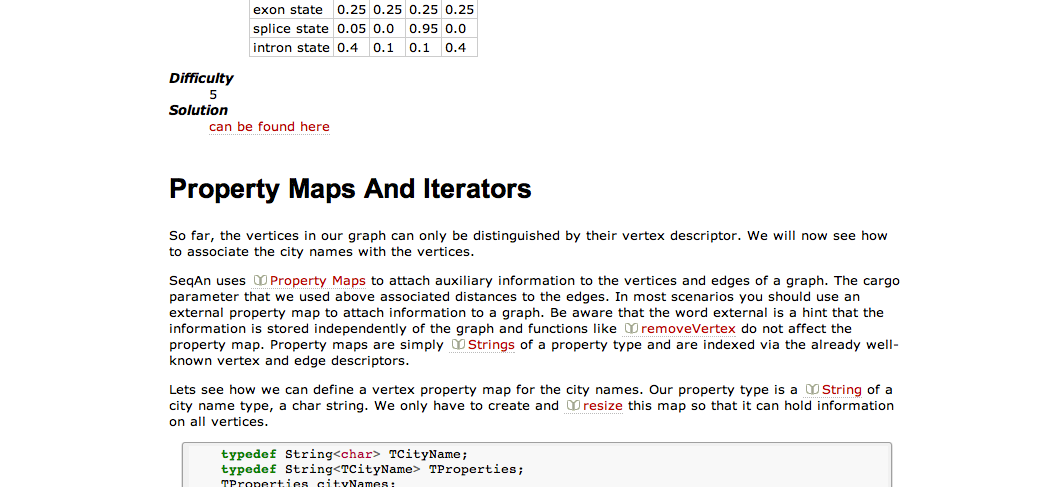 exon state 0.25 0.25 0.25 0.25
splice state 0.05 0.0 0.95 0.0
intron state 0.4 0.1 0.1 0.4
Difficulty
5
Solution
can be found here
Property Maps And Iterators
So far, the vertices in our graph can only be distinguished by their vertex descriptor. We will now see how
to associate the city names with the vertices.
SeqAn uses Property Maps to attach auxiliary information to the vertices and edges of a graph. The cargo
parameter that we used above associated distances to the edges. In most scenarios you should use an
external property map to attach information to a graph. Be aware that the word external is a hint that the
information is stored independently of the graph and functions like removeVertex do not affect the
property map. Property maps are simply Strings of a property type and are indexed via the already well-
known vertex and edge descriptors.
Lets see how we can define a vertex property map for the city names. Our property type is a String of a
city name type, a char string. We only have to create and resize this map so that it can hold information
on all vertices.
typedef String<char> TCityName;
typedef String<TCityName> TProperties;
TProperties cityNames;